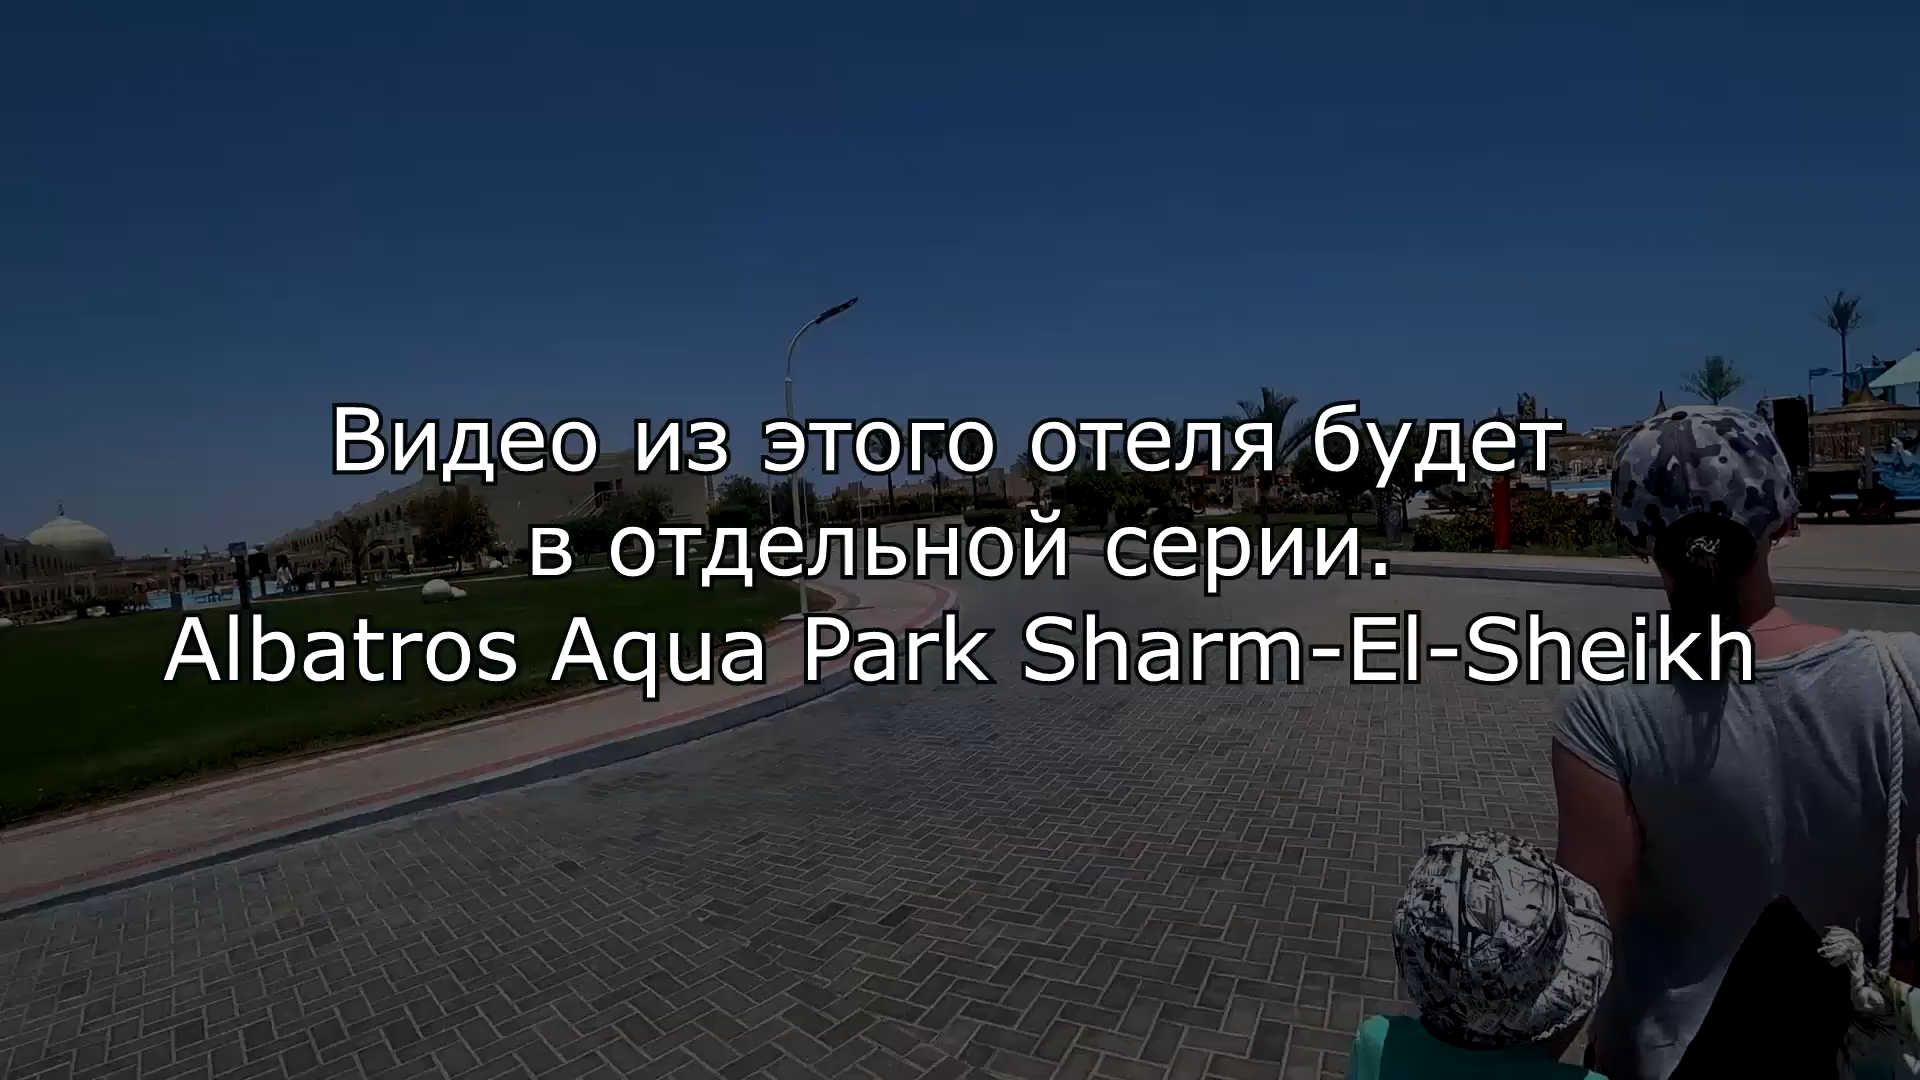 Видео из этого отеля будет
в отдельной серии.
Albatros Aqua Park Sharm-El-Sheikh